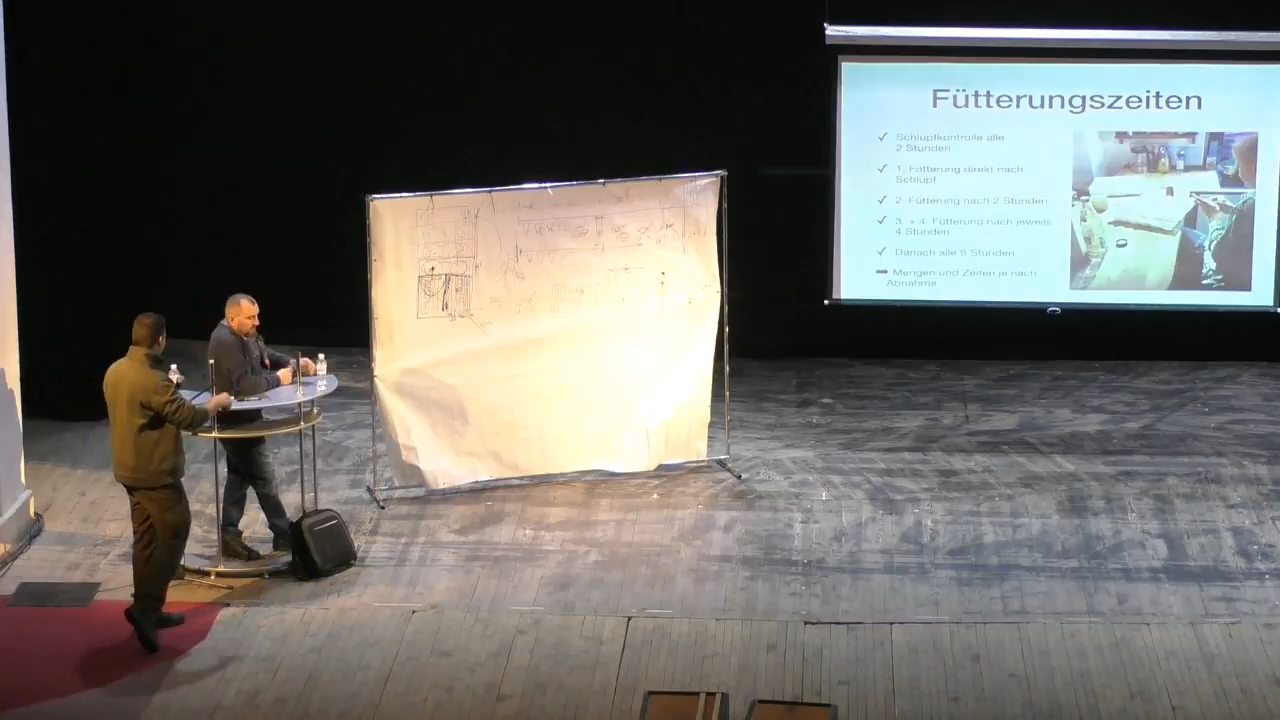 Fütterungszeiten
✓ Schlupfkontrolle alle
2 Stunden
✓ 1. Fütterung direkt nach
Schlupf
✓ 2. Fütterung nach 2 Stunden
✓ 3. + 4. Fütterung nach jeweils
4 Stunden
✓ Danach alle 6 Stunden
➡ Mengen und Zeiten je nach
Abnahme